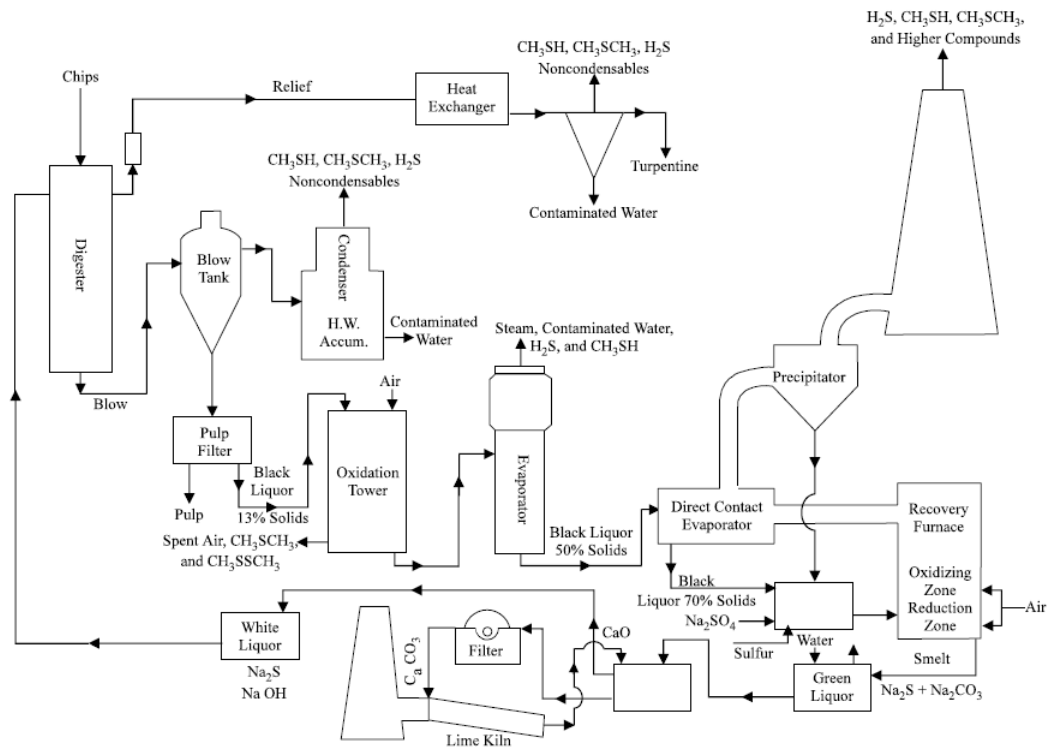 H₂S, CH₃SH, CH₃SCH₃,
and Higher Compounds
CH₃SH, CH₃SCH₃, H₂S
Noncondensables
Chips
Relief
Heat
Exchanger
Turpentine
Contaminated Water
CH₃SH, CH₃SCH₃, H₂S
Noncondensables
Digester
Blow
Tank
Condenser
H.W.
Accum.
Contaminated
Water
Steam, Contaminated Water,
H₂S, and CH₃SH
Precipitator
Blow
Air
Pulp
Filter
Black
Liquor
13% Solids
Pulp
Oxidation
Tower
Evaporator
Direct Contact
Evaporator
Recovery
Furnace
Black Liquor
50% Solids
Spent Air, CH₃SCH₃,
and CH₃SSCH₃
Oxidizing
Zone
Reduction
Zone
Air
Black
Liquor 70% Solids
Na₂SO₄
Sulfur
Water
Smelt
White
Liquor
Na₂S
Na OH
CaCO₃
Filter
CaO
Green
Liquor
Na₂S + Na₂CO₃
Lime Kiln